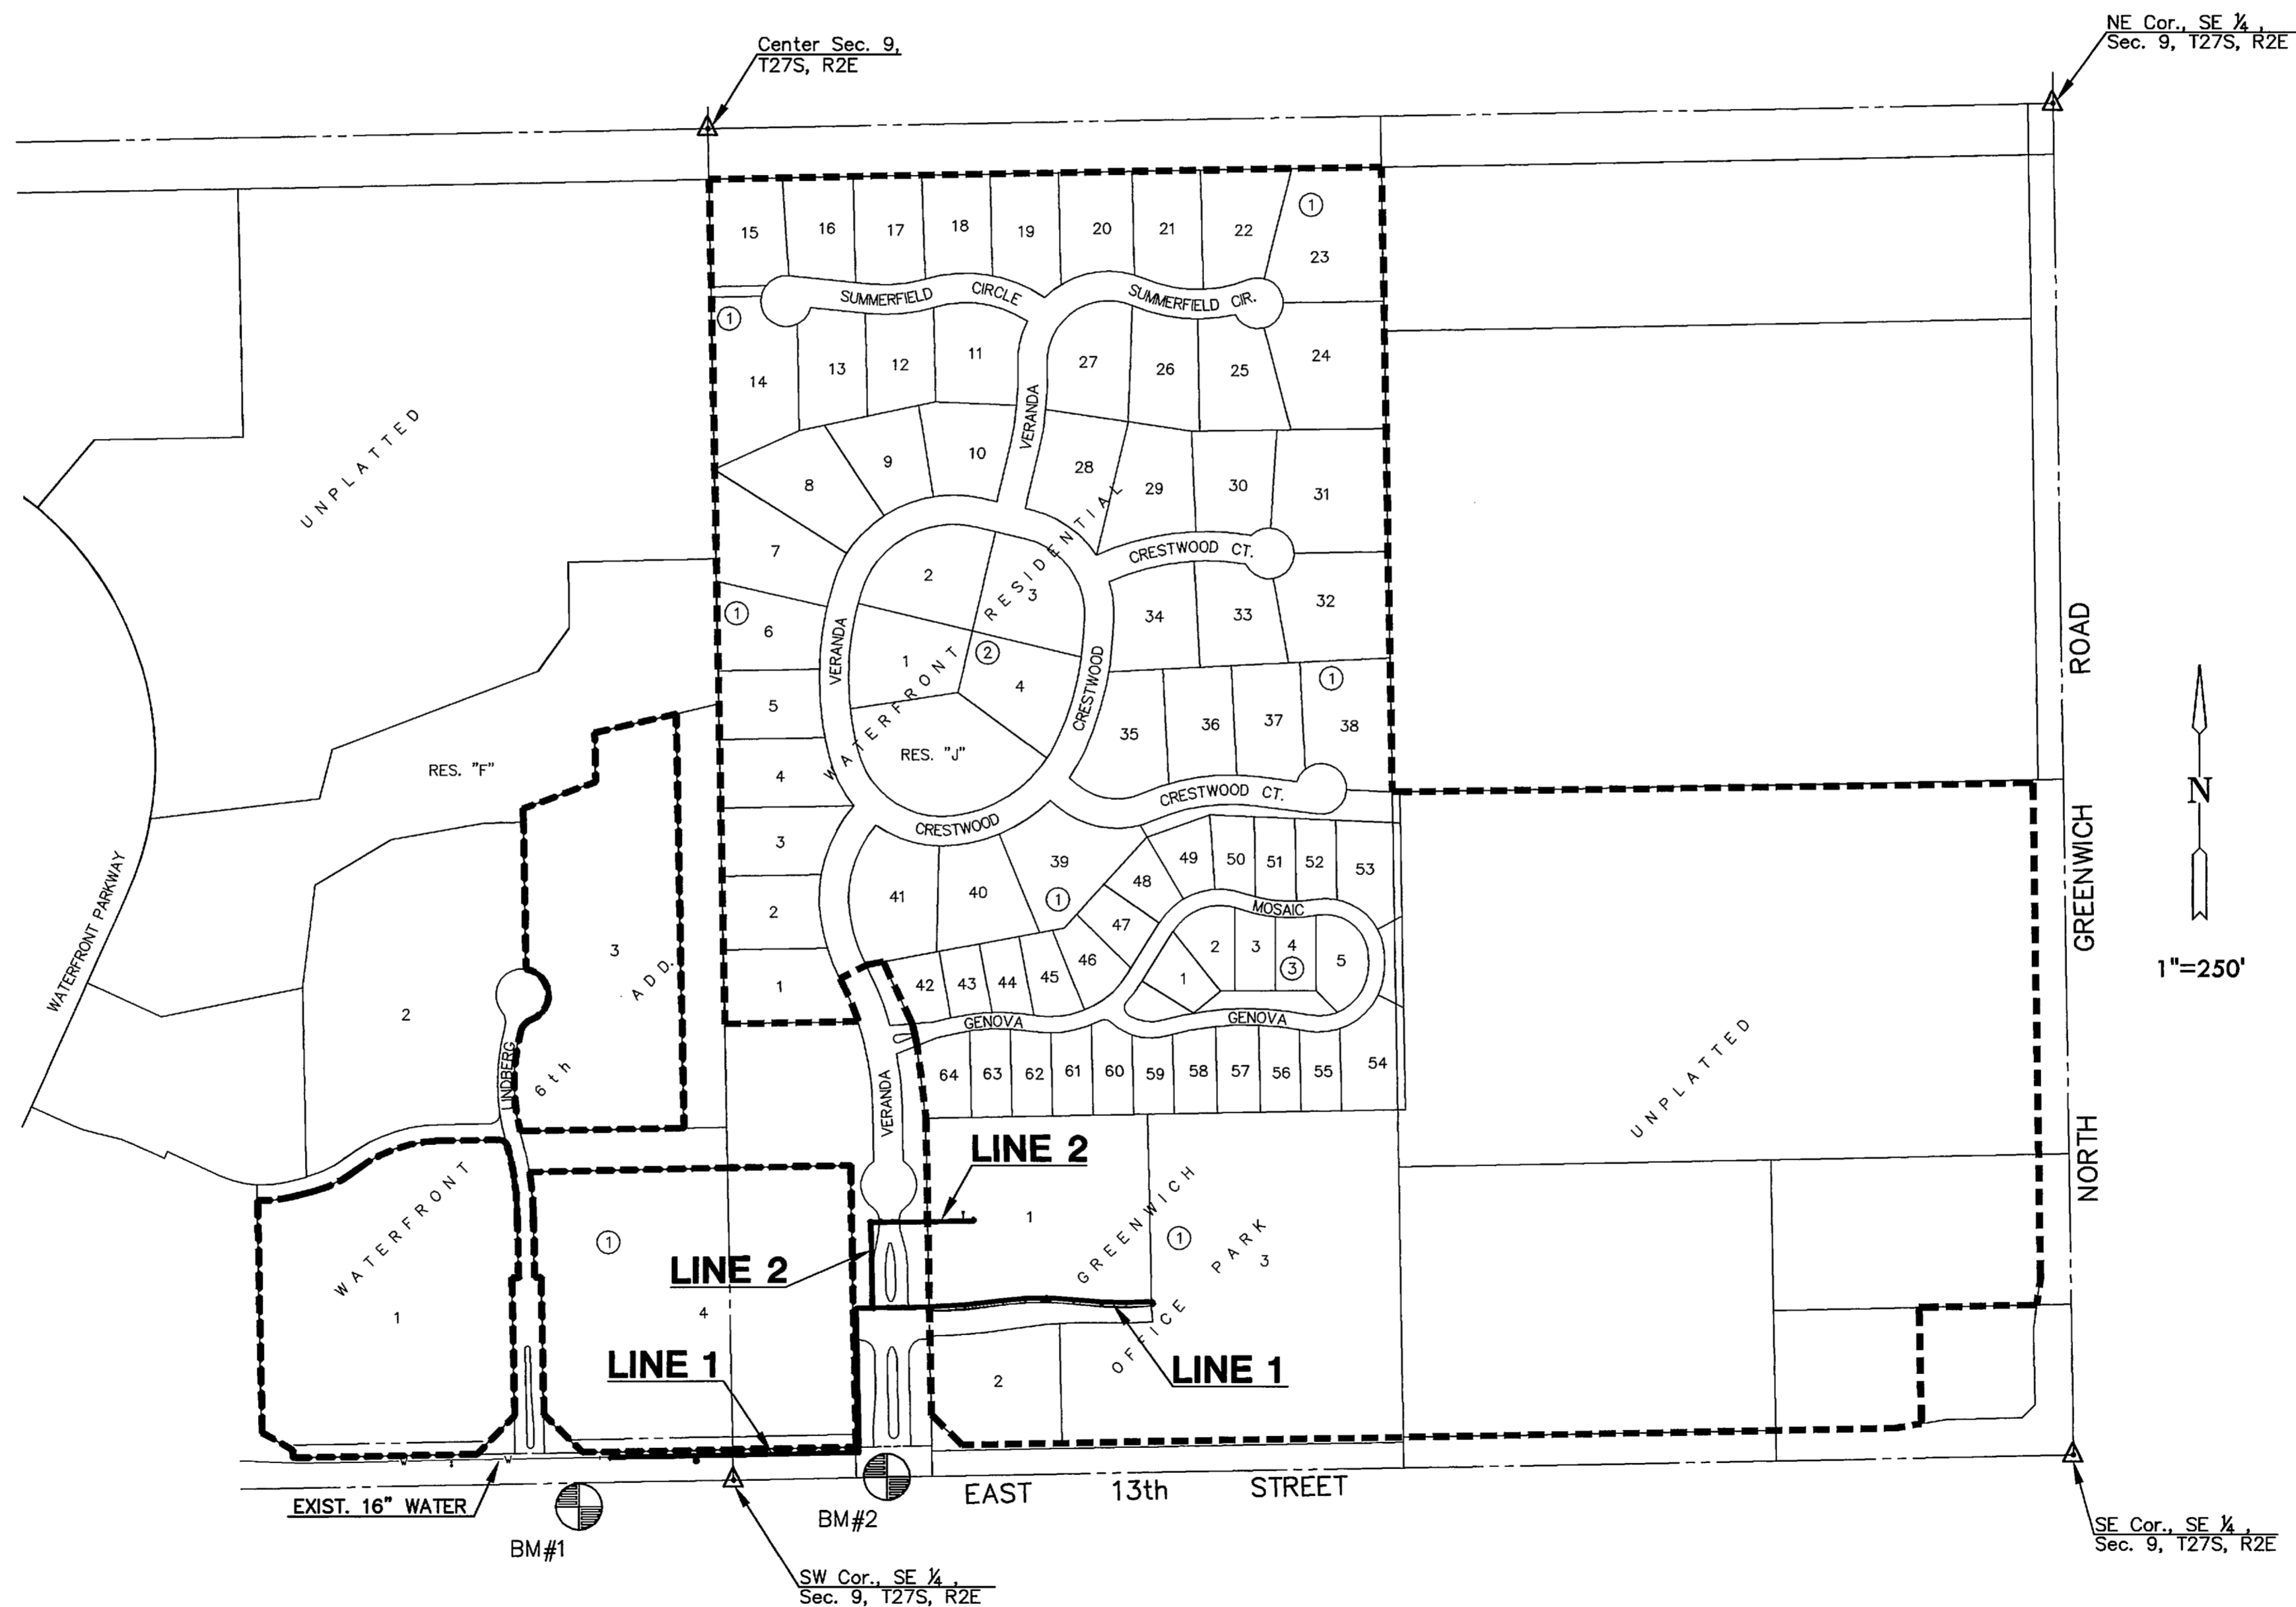 NE Cor., SE ¼ ,
Sec. 9, T27S, R2E
Center Sec. 9,
T27S, R2E
15
16
17
18
19
20
21
22
①
23
SUMMERFIELD CIRCLE
SUMMERFIELD CIR.
①
14
13
12
11
27
26
25
24
VERANDA
UNPLATTED
8
9
10
28
29
30
31
7
2
3
CRESTWOOD CT.
①
6
34
33
32
VERANDA
1
②
4
CRESTWOOD
WATERFRONT RESIDENTIAL
①
5
RES. "J"
35
36
37
38
4
CRESTWOOD CT.
RES. "F"
ROAD
GREENWICH
NORTH
N
1"=250'
3
CRESTWOOD
39
①
49
50
51
52
53
48
41
40
2
47
MOSAIC
WATERFRONT PARKWAY
3
ADD.
1
42
43
44
45
46
1
2
3
4
③
5
2
GENOVA
GENOVA
LINDBERG
6th
VERANDA
64
63
62
61
60
59
58
57
56
55
54
UNPLATTED
LINE 2
WATERFRONT
①
1
GREENWICH
①
OFFICE PARK
3
LINE 2
1
4
LINE 1
LINE 1
2
EXIST. 16" WATER
W
W
BM#1
BM#2
EAST 13th STREET
SW Cor., SE ¼ ,
Sec. 9, T27S, R2E
SE Cor., SE ¼ ,
Sec. 9, T27S, R2E